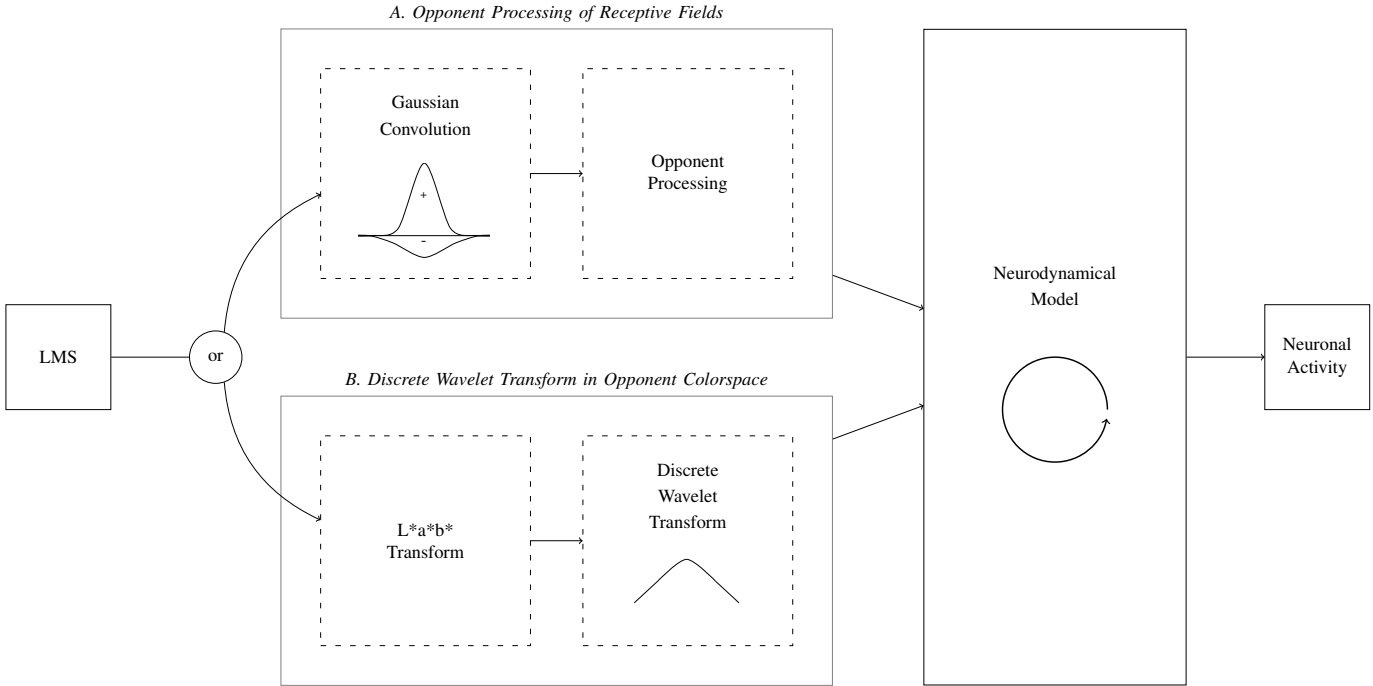 A. Opponent Processing of Receptive Fields
Gaussian
Convolution
+
-
Opponent
Processing
LMS
or
B. Discrete Wavelet Transform in Opponent Colorspace
L*a*b*
Transform
Discrete
Wavelet
Transform
Neurodynamical
Model
Neuronal
Activity